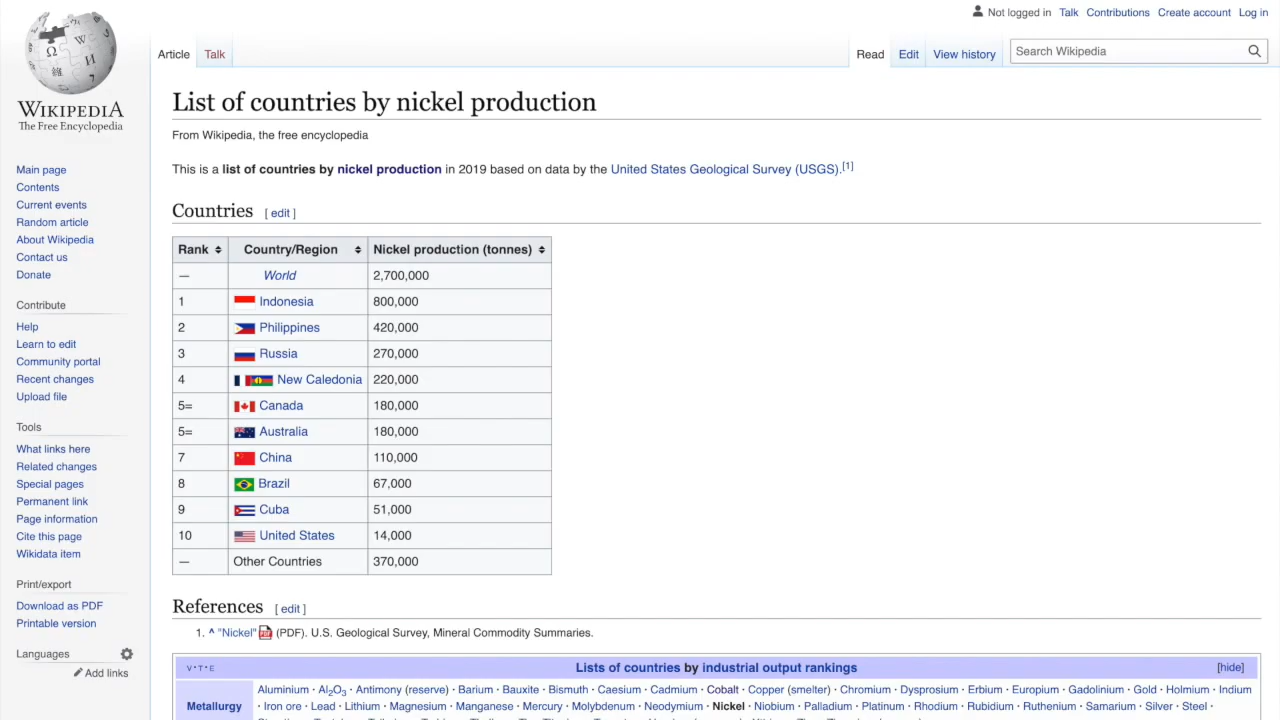 Not logged in Talk Contributions Create account Log in
Article Talk Read Edit View history Search Wikipedia
WIKIPEDIA
The Free Encyclopedia
Main page
Contents
Current events
Random article
About Wikipedia
Contact us
Donate
Contribute
Help
Learn to edit
Community portal
Recent changes
Upload file
Tools
What links here
Related changes
Special pages
Permanent link
Page information
Cite this page
Wikidata item
Print/export
Download as PDF
Printable version
Languages
Add links
List of countries by nickel production
From Wikipedia, the free encyclopedia
This is a list of countries by nickel production in 2019 based on data by the United States Geological Survey (USGS).[1]
Countries [ edit ]
Rank Country/Region Nickel production (tonnes)
— World 2,700,000
1 Indonesia 800,000
2 Philippines 420,000
3 Russia 270,000
4 New Caledonia 220,000
5= Canada 180,000
5= Australia 180,000
7 China 110,000
8 Brazil 67,000
9 Cuba 51,000
10 United States 14,000
— Other Countries 370,000
References [ edit ]
1. ^ "Nickel" (PDF). U.S. Geological Survey, Mineral Commodity Summaries.
V·T·E Lists of countries by industrial output rankings [hide]
Metallurgy
Aluminium · Al2O3 · Antimony (reserve) · Barium · Bauxite · Bismuth · Caesium · Cadmium · Cobalt · Copper (smelter) · Chromium · Dysprosium · Erbium · Europium · Gadolinium · Gold · Holmium · Indium
· Iron ore · Lead · Lithium · Magnesium · Manganese · Mercury · Molybdenum · Neodymium · Nickel · Niobium · Palladium · Platinum · Rhodium · Rubidium · Ruthenium · Samarium · Silver · Steel ·